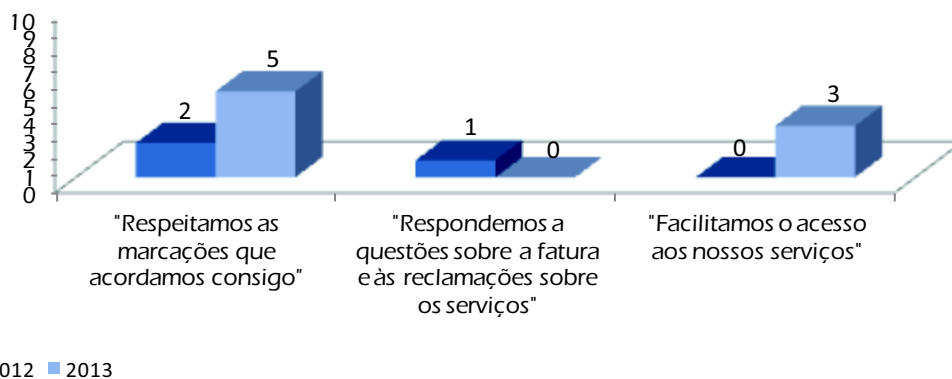 10
9
8
7
6
5
4
3
2
1
0
2
5
1
0
0
3
"Respeitamos as
marcações que
acordamos consigo"
"Respondemos a
questões sobre a fatura
e às reclamações sobre
os serviços"
"Facilitamos o acesso
aos nossos serviços"
012 2013